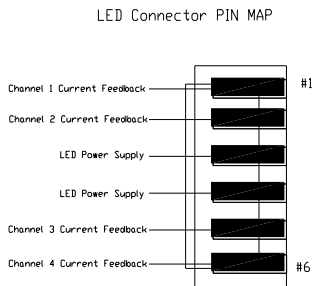 LED Connector PIN MAP
Channel 1 Current Feedback
#1
Channel 2 Current Feedback
LED Power Supply
LED Power Supply
Channel 3 Current Feedback
Channel 4 Current Feedback
#6